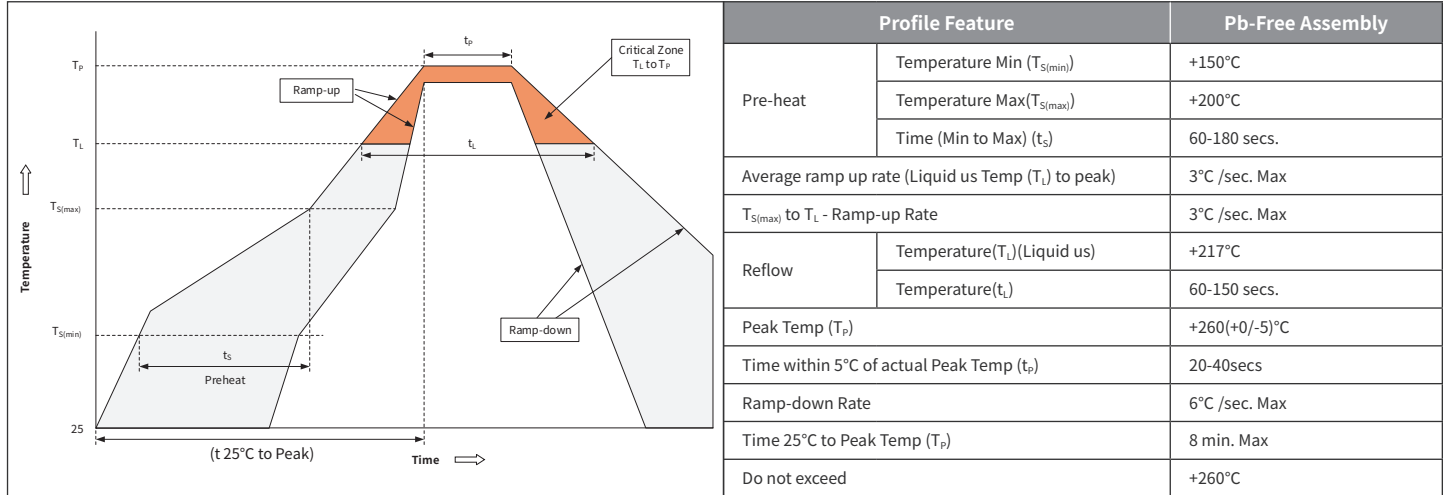 tP
Critical Zone
TL to TP
TP
Ramp-up
TL
tL
TS(max)
Temperature
TS(min)
Ramp-down
tS
Preheat
25
(t 25°C to Peak)
Time
Profile Feature Pb-Free Assembly
Pre-heat
Temperature Min (TS(min)) +150°C
Temperature Max(TS(max)) +200°C
Time (Min to Max) (tS) 60-180 secs.
Average ramp up rate (Liquid us Temp (TL) to peak) 3°C /sec. Max
TS(max) to TL - Ramp-up Rate 3°C /sec. Max
Reflow
Temperature(TL)(Liquid us) +217°C
Temperature(tL) 60-150 secs.
Peak Temp (TP) +260(+0/-5)°C
Time within 5°C of actual Peak Temp (tP) 20-40secs
Ramp-down Rate 6°C /sec. Max
Time 25°C to Peak Temp (TP) 8 min. Max
Do not exceed +260°C